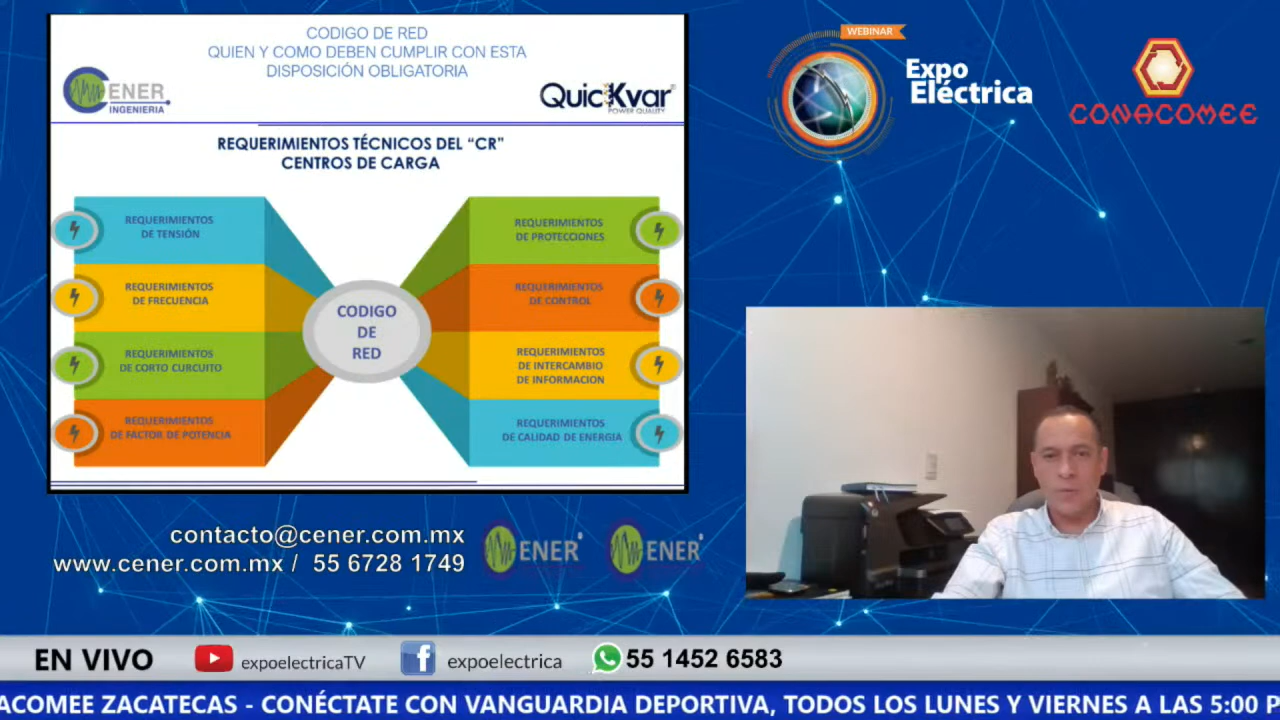 CODIGO DE RED
QUIEN Y COMO DEBEN CUMPLIR CON ESTA
DISPOSICIÓN OBLIGATORIA
CENER
INGENIERIA
QuicKvar
POWER QUALITY
REQUERIMIENTOS TÉCNICOS DEL “CR”
CENTROS DE CARGA
REQUERIMIENTOS
DE TENSIÓN
REQUERIMIENTOS
DE FRECUENCIA
REQUERIMIENTOS
DE CORTO CURCUITO
REQUERIMIENTOS
DE FACTOR DE POTENCIA
CODIGO
DE
RED
REQUERIMIENTOS
DE PROTECCIONES
REQUERIMIENTOS
DE CONTROL
REQUERIMIENTOS
DE INTERCAMBIO
DE INFORMACION
REQUERIMIENTOS
DE CALIDAD DE ENERGIA
WEBINAR
Expo
Eléctrica
CONACOMEE
contacto@cener.com.mx
www.cener.com.mx / 55 6728 1749
CENER
CENER
EN VIVO
expoelectricaTV
expoelectrica
55 1452 6583
ACOMEE ZACATECAS - CONÉCTATE CON VANGUARDIA DEPORTIVA, TODOS LOS LUNES Y VIERNES A LAS 5:00 P